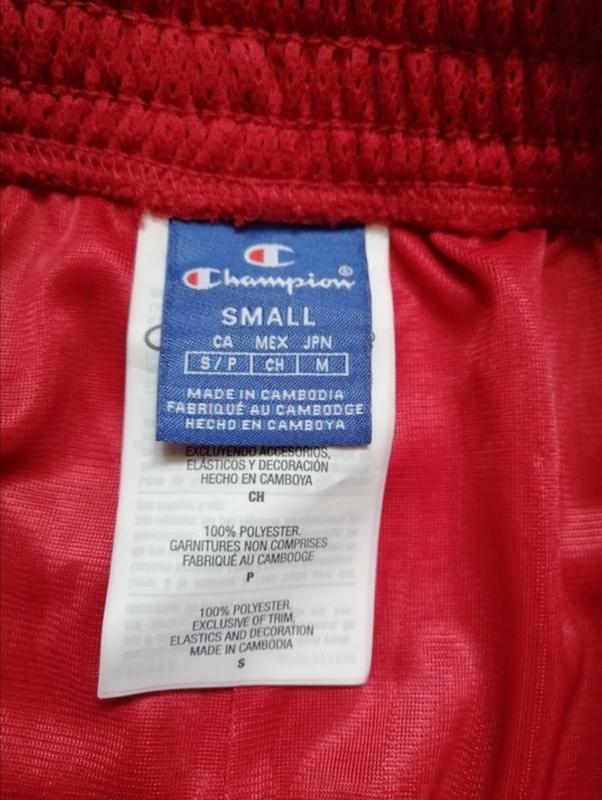 Champion®
SMALL
CA MEX JPN
S/P CH M
MADE IN CAMBODIA
FABRIQUÉ AU CAMBODGE
HECHO EN CAMBOYA
EXCLUYENDO ACCESORIOS,
ELÁSTICOS Y DECORACIÓN
HECHO EN CAMBOYA
CH
100% POLYESTER.
GARNITURES NON COMPRISES
FABRIQUÉ AU CAMBODGE
P
100% POLYESTER.
EXCLUSIVE OF TRIM,
ELASTICS AND DECORATION
MADE IN CAMBODIA
S